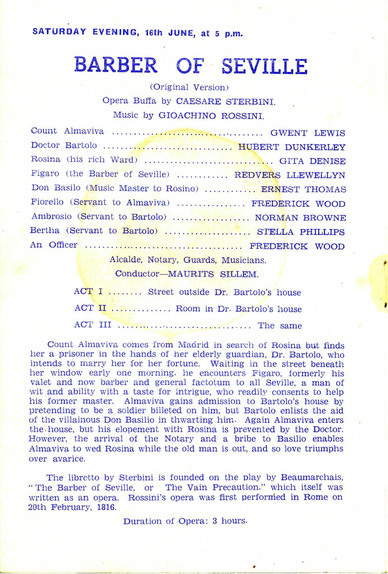 SATURDAY EVENING, 16th JUNE, at 5 p.m.
BARBER OF SEVILLE
(Original Version)
Opera Buffa by CAESARE STERBINI.
Music by GIOACHINO ROSSINI.
Count Almaviva ........................................ GWENT LEWIS
Doctor Bartolo ................................ HUBERT DUNKERLEY
Rosina (his rich Ward) ................................ GITA DENISE
Figaro (the Barber of Seville) ............ REDVERS LLEWELLYN
Don Basilo (Music Master to Rosino) ............ ERNEST THOMAS
Fiorello (Servant to Almaviva) ................ FREDERICK WOOD
Ambrosio (Servant to Bartolo) ................ NORMAN BROWNE
Bertha (Servant to Bartolo) .................... STELLA PHILLIPS
An Officer ........................................ FREDERICK WOOD
Alcalde, Notary, Guards, Musicians.
Conductor—MAURITS SILLEM.
ACT I ........ Street outside Dr. Bartolo's house
ACT II .............. Room in Dr. Bartolo's house
ACT III ................................ The same
Count Almaviva comes from Madrid in search of Rosina but finds
her a prisoner in the hands of her elderly guardian, Dr. Bartolo, who
intends to marry her for her fortune. Waiting in the street beneath
her window early one morning, he encounters Figaro, formerly his
valet and now barber and general factotum to all Seville, a man of
wit and ability with a taste for intrigue, who readily consents to help
his former master. Almaviva gains admission to Bartolo's house by
pretending to be a soldier billeted on him, but Bartolo enlists the aid
of the villainous Don Basilio in thwarting him. Again Almaviva enters
the house, but his elopement with Rosina is prevented by the Doctor.
However, the arrival of the Notary and a bribe to Basilio enables
Almaviva to wed Rosina while the old man is out, and so love triumphs
over avarice.
The libretto by Sterbini is founded on the play by Beaumarchais,
" The Barber of Seville, or The Vain Precaution," which itself was
written as an opera. Rossini's opera was first performed in Rome on
20th February, 1816.
Duration of Opera: 3 hours.